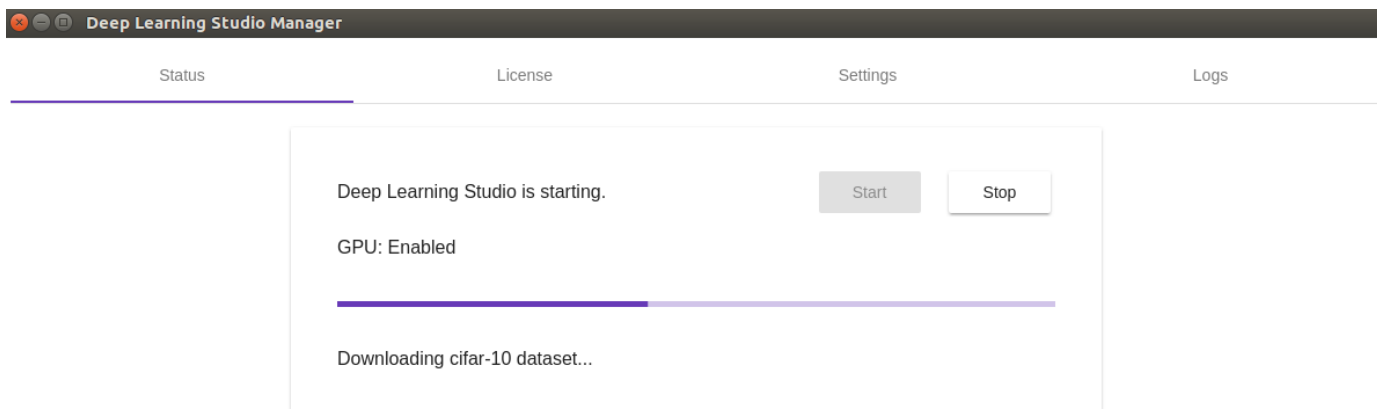 Deep Learning Studio Manager
Status License Settings Logs
Deep Learning Studio is starting. Start Stop
GPU: Enabled
Downloading cifar-10 dataset...